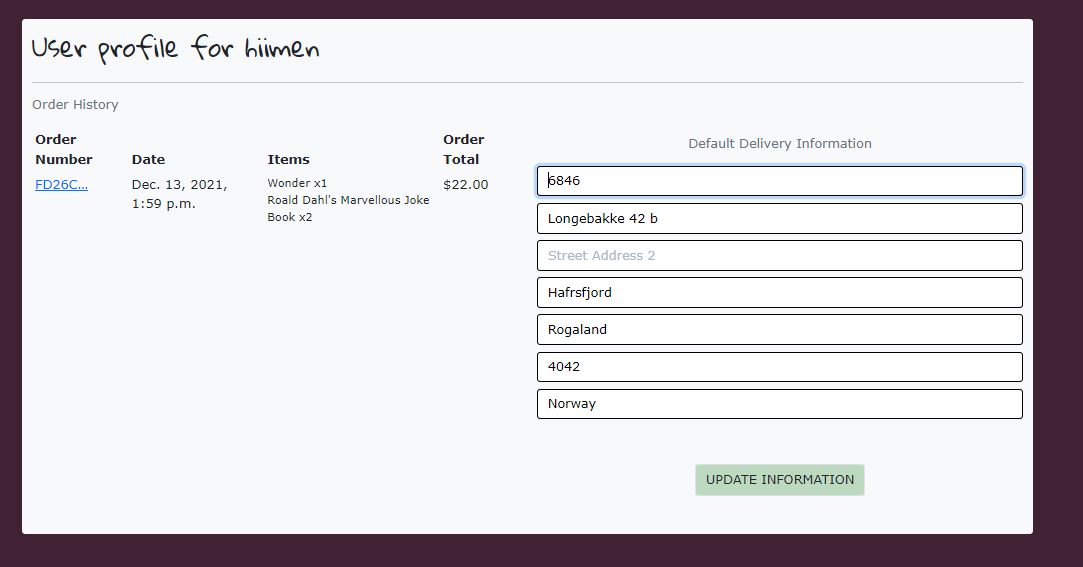 User profile for hiimen
Order History
Order
Number
Date
Items
Order
Total
FD26C...
Dec. 13, 2021,
1:59 p.m.
Wonder x1
Roald Dahl's Marvellous Joke
Book x2
$22.00
Default Delivery Information
6846
Longebakke 42 b
Street Address 2
Hafrsfjord
Rogaland
4042
Norway
UPDATE INFORMATION